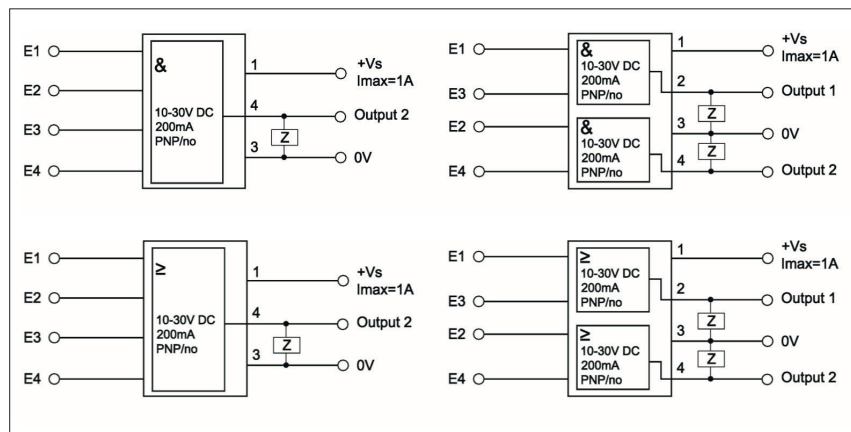 E1
E2
E3
E4
&
10-30V DC
200mA
PNP/no
1
4
3
+Vs
Imax=1A
Output 2
0V
Z
E1
E3
E2
E4
&
10-30V DC
200mA
PNP/no
&
10-30V DC
200mA
PNP/no
1
2
3
4
+Vs
Imax=1A
Output 1
0V
Output 2
Z
Z
E1
E2
E3
E4
≥
10-30V DC
200mA
PNP/no
1
4
3
+Vs
Imax=1A
Output 2
0V
Z
E1
E3
E2
E4
≥
10-30V DC
200mA
PNP/no
≥
10-30V DC
200mA
PNP/no
1
2
3
4
+Vs
Imax=1A
Output 1
0V
Output 2
Z
Z